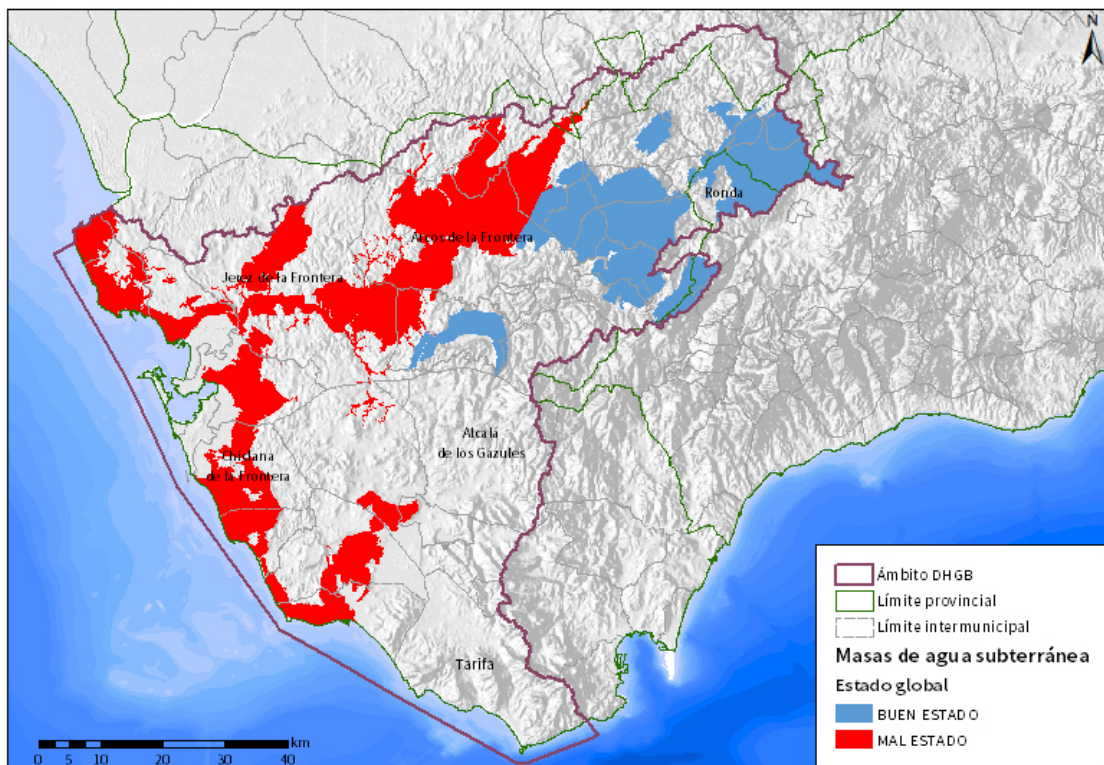 N
Ronda
Arcos de la Frontera
Jerez de la Frontera
Alcalá
de los Gazules
Chiclana
de la Frontera
Tarifa
km
0 5 10 20 30 40
Ámbito DHGB
Límite provincial
Límite intermunicipal
Masas de agua subterránea
Estado global
BUEN ESTADO
MAL ESTADO